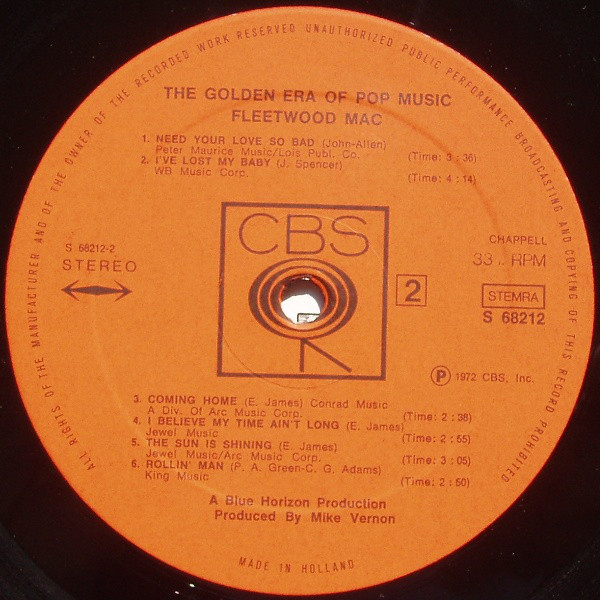 ALL RIGHTS OF THE MANUFACTURER AND OF THE OWNER OF THE RECORDED WORK RESERVED UNAUTHORIZED PUBLIC PERFORMANCE BROADCASTING AND COPYING OF THIS RECORD PROHIBITED
THE GOLDEN ERA OF POP MUSIC
FLEETWOOD MAC
1. NEED YOUR LOVE SO BAD (John-Allen)
Peter Maurice Music/Lois Publ. Co. (Time: 3 : 36)
2. I'VE LOST MY BABY (J. Spencer)
WB Music Corp. (Time: 4 : 14)
CBS
S 68212-2
STEREO
CHAPPELL
33 RPM
2
STEMRA
S 68212
Ⓟ 1972 CBS, Inc.
3. COMING HOME (E. James) Conrad Music
A Div. Of Arc Music Corp. (Time: 2 : 38)
4. I BELIEVE MY TIME AIN'T LONG (E. James)
Jewel Music (Time: 2 : 55)
5. THE SUN IS SHINING (E. James)
Jewel Music/Arc Music Corp. (Time: 3 : 05)
6. ROLLIN' MAN (P. A. Green-C. G. Adams)
King Music (Time: 2 : 50)
A Blue Horizon Production
Produced By Mike Vernon
MADE IN HOLLAND